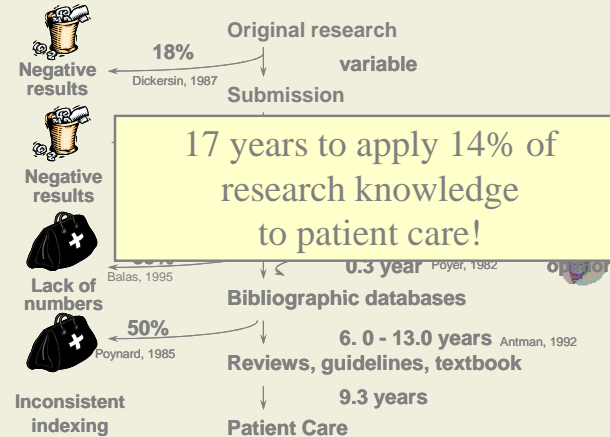 Original research
18%
variable
Negative
results
Dickersin, 1987
Submission
17 years to apply 14% of
research knowledge
to patient care!
Negative
results
Balas, 1995
0.3 year Poyer, 1982
Lack of
numbers
Bibliographic databases
50%
6. 0 - 13.0 years Antman, 1992
Poynard, 1985
Reviews, guidelines, textbook
9.3 years
Inconsistent
indexing
Patient Care